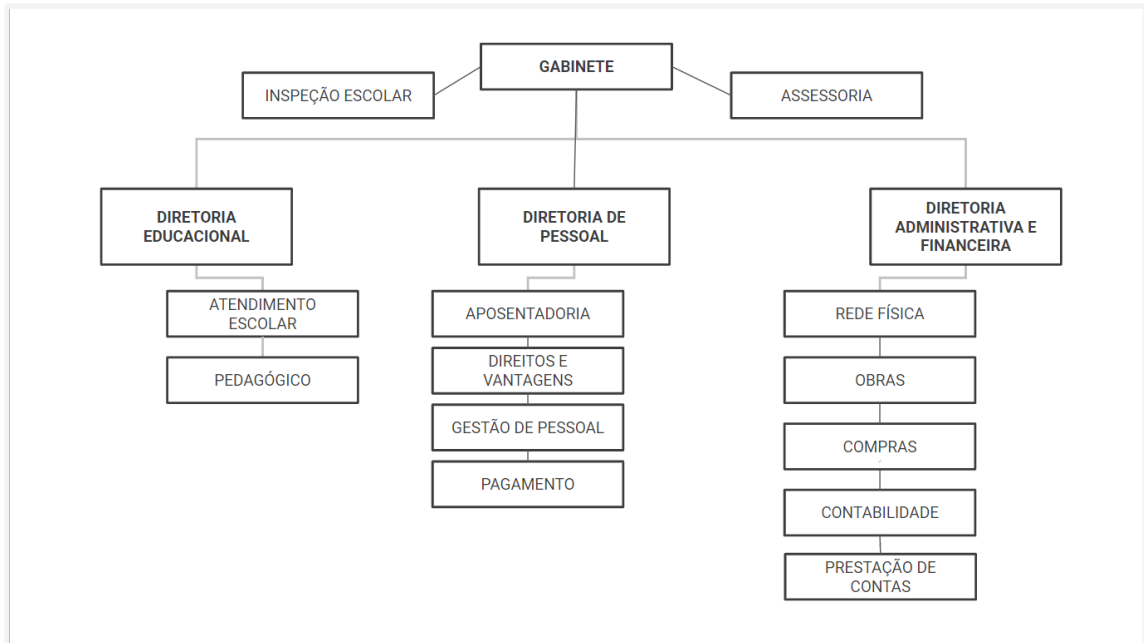 GABINETE
INSPEÇÃO ESCOLAR
ASSESSORIA
DIRETORIA
EDUCACIONAL
DIRETORIA DE
PESSOAL
DIRETORIA
ADMINISTRATIVA E
FINANCEIRA
ATENDIMENTO
ESCOLAR
PEDAGÓGICO
APOSENTADORIA
DIREITOS E
VANTAGENS
GESTÃO DE PESSOAL
PAGAMENTO
REDE FÍSICA
OBRAS
COMPRAS
CONTABILIDADE
PRESTAÇÃO DE
CONTAS